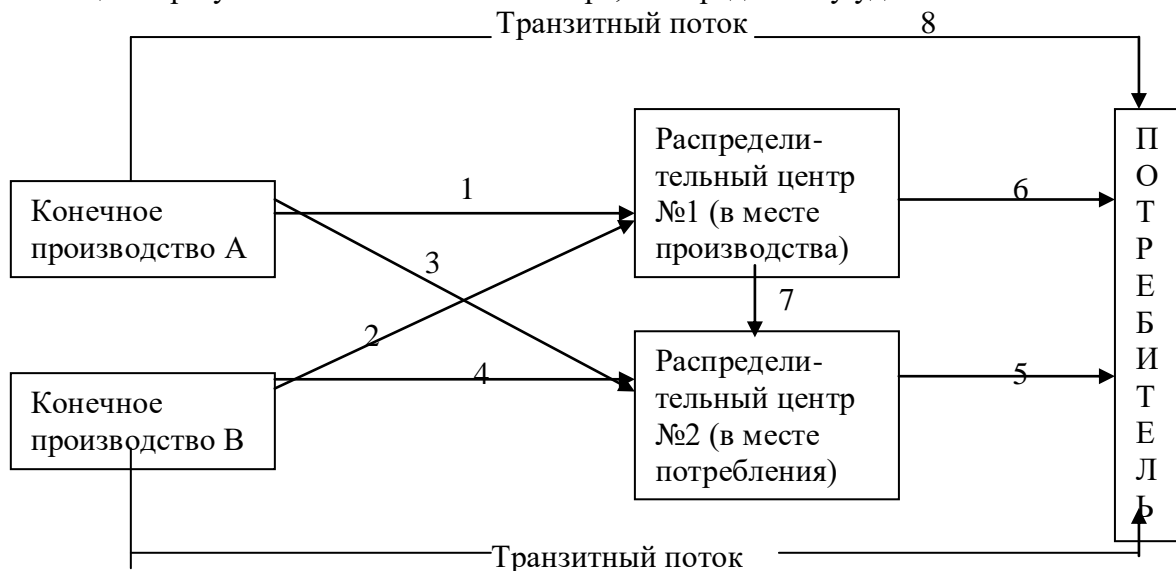 Транзитный поток 8
Распредели-
тельный центр
№1 (в месте
производства)
Конечное
производство А
1
6
3
2
7
Распредели-
тельный центр
№2 (в месте
потребления)
Конечное
производство В
4
5
П
О
Т
Р
Е
Б
И
Т
Е
Л
Ь
Транзитный поток